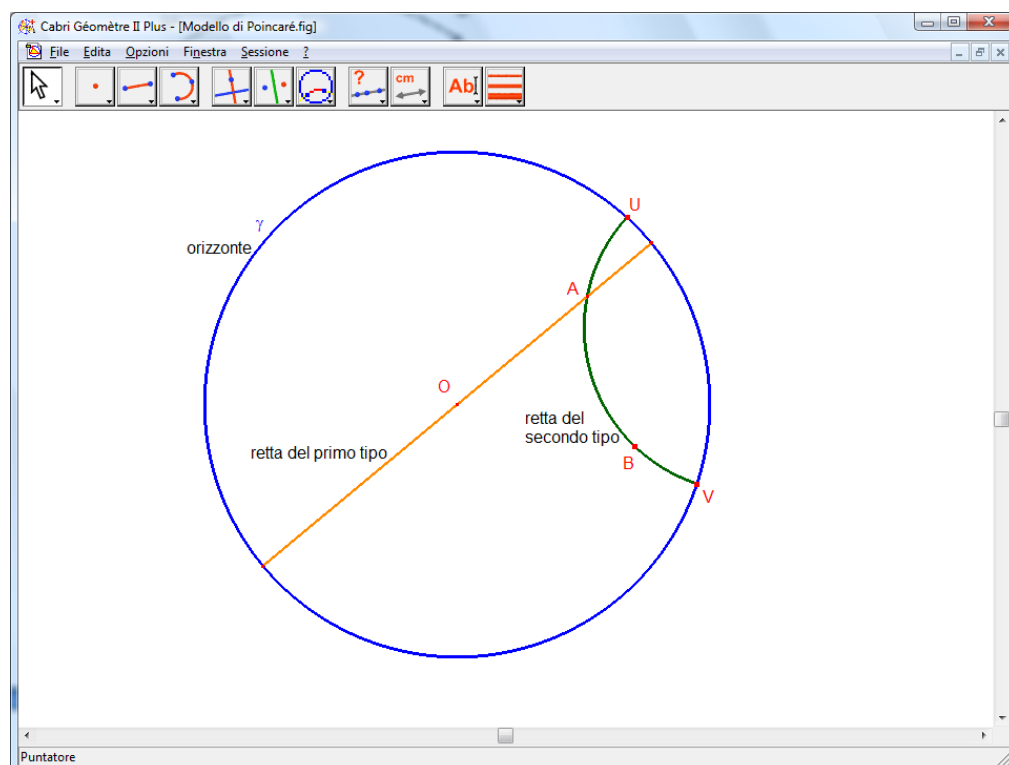 Cabri Géomètre II Plus - [Modello di Poincaré.fig]
File Edita Opzioni Finestra Sessione ?
? cm Ab
U
γ
orizzonte
A
O
retta del
secondo tipo
retta del primo tipo
B
V
Puntatore